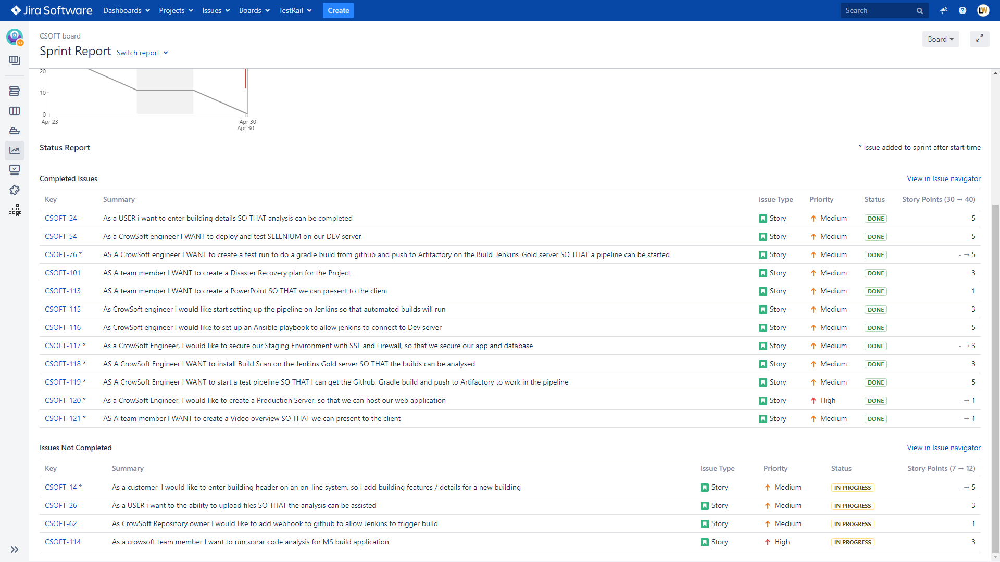 Jira Software Dashboards Projects Issues Boards TestRail Create Search LW
CSOFT board
Sprint Report Switch report Board
20
10
0
Apr 23 Apr 30
Apr 30
Status Report * Issue added to sprint after start time
Completed Issues View in Issue navigator
Key Summary Issue Type Priority Status Story Points (30 → 40)
CSOFT-24 As a USER i want to enter building details SO THAT analysis can be completed Story Medium DONE 5
CSOFT-54 As a CrowSoft engineer I WANT to deploy and test SELENIUM on our DEV server Story Medium DONE 5
CSOFT-76 * AS A CrowSoft engineer I WANT to create a test run to do a gradle build from github and push to Artifactory on the Build_Jenkins_Gold server SO THAT a pipeline can be started Story Medium DONE - → 5
CSOFT-101 AS A team member I WANT to create a Disaster Recovery plan for the Project Story Medium DONE 3
CSOFT-113 AS A team member I WANT to create a PowerPoint SO THAT we can present to the client Story Medium DONE 1
CSOFT-115 As CrowSoft engineer I would like start setting up the pipeline on Jenkins so that automated builds will run Story Medium DONE 3
CSOFT-116 As CrowSoft engineer I would like to set up an Ansible playbook to allow jenkins to connect to Dev server Story Medium DONE 5
CSOFT-117 * As a CrowSoft Engineer, I would like to secure our Staging Environment with SSL and Firewall, so that we secure our app and database Story Medium DONE - → 3
CSOFT-118 * AS A CrowSoft Engineer I WANT to install Build Scan on the Jenkins Gold server SO THAT the builds can be analysed Story Medium DONE 3
CSOFT-119 * AS A CrowSoft Engineer I WANT to start a test pipeline SO THAT I can get the Github, Gradle build and push to Artifactory to work in the pipeline Story Medium DONE 5
CSOFT-120 * As a CrowSoft Engineer, I would like to create a Production Server, so that we can host our web application Story High DONE - → 1
CSOFT-121 * AS A team member I WANT to create a Video overview SO THAT we can present to the client Story Medium DONE - → 1
Issues Not Completed View in Issue navigator
Key Summary Issue Type Priority Status Story Points (7 → 12)
CSOFT-14 * As a customer, I would like to enter building header on an on-line system, so I add building features / details for a new building Story Medium IN PROGRESS - → 5
CSOFT-26 As a USER i want to the ability to upload files SO THAT the analysis can be assisted Story Medium IN PROGRESS 3
CSOFT-62 As CrowSoft Repository owner I would like to add webhook to github to allow Jenkins to trigger build Story Medium IN PROGRESS 1
CSOFT-114 As a crowsoft team member I want to run sonar code analysis for MS build application Story High IN PROGRESS 3